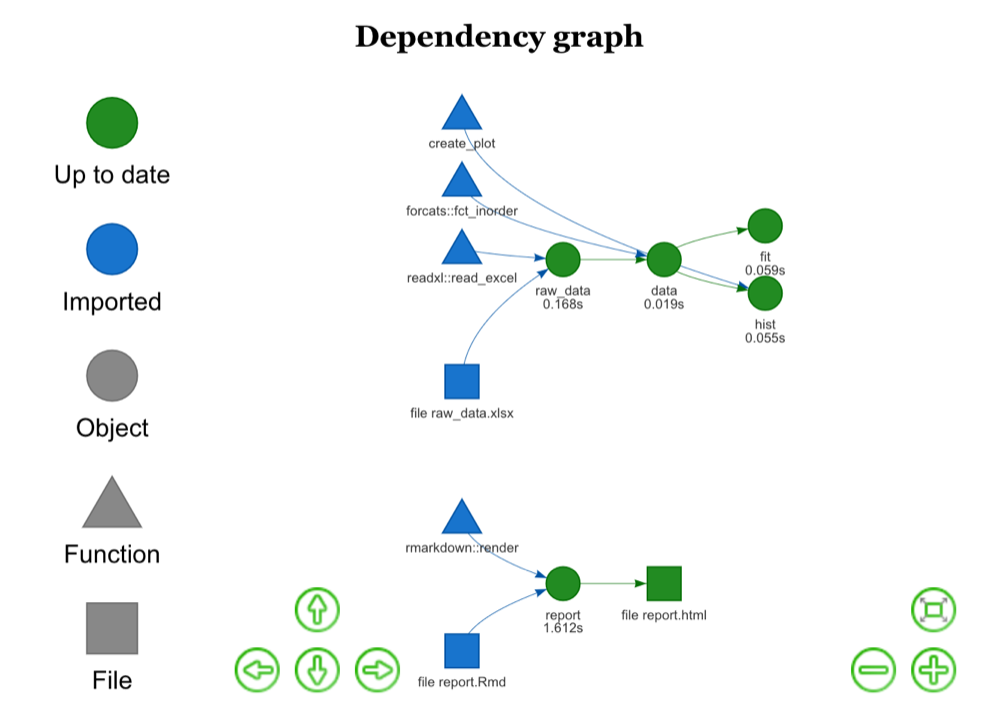 Dependency graph
Up to date
Imported
Object
Function
File
create_plot
forcats::fct_inorder
readxl::read_excel
raw_data
0.168s
data
0.019s
fit
0.059s
hist
0.055s
file raw_data.xlsx
rmarkdown::render
report
1.612s
file report.html
file report.Rmd